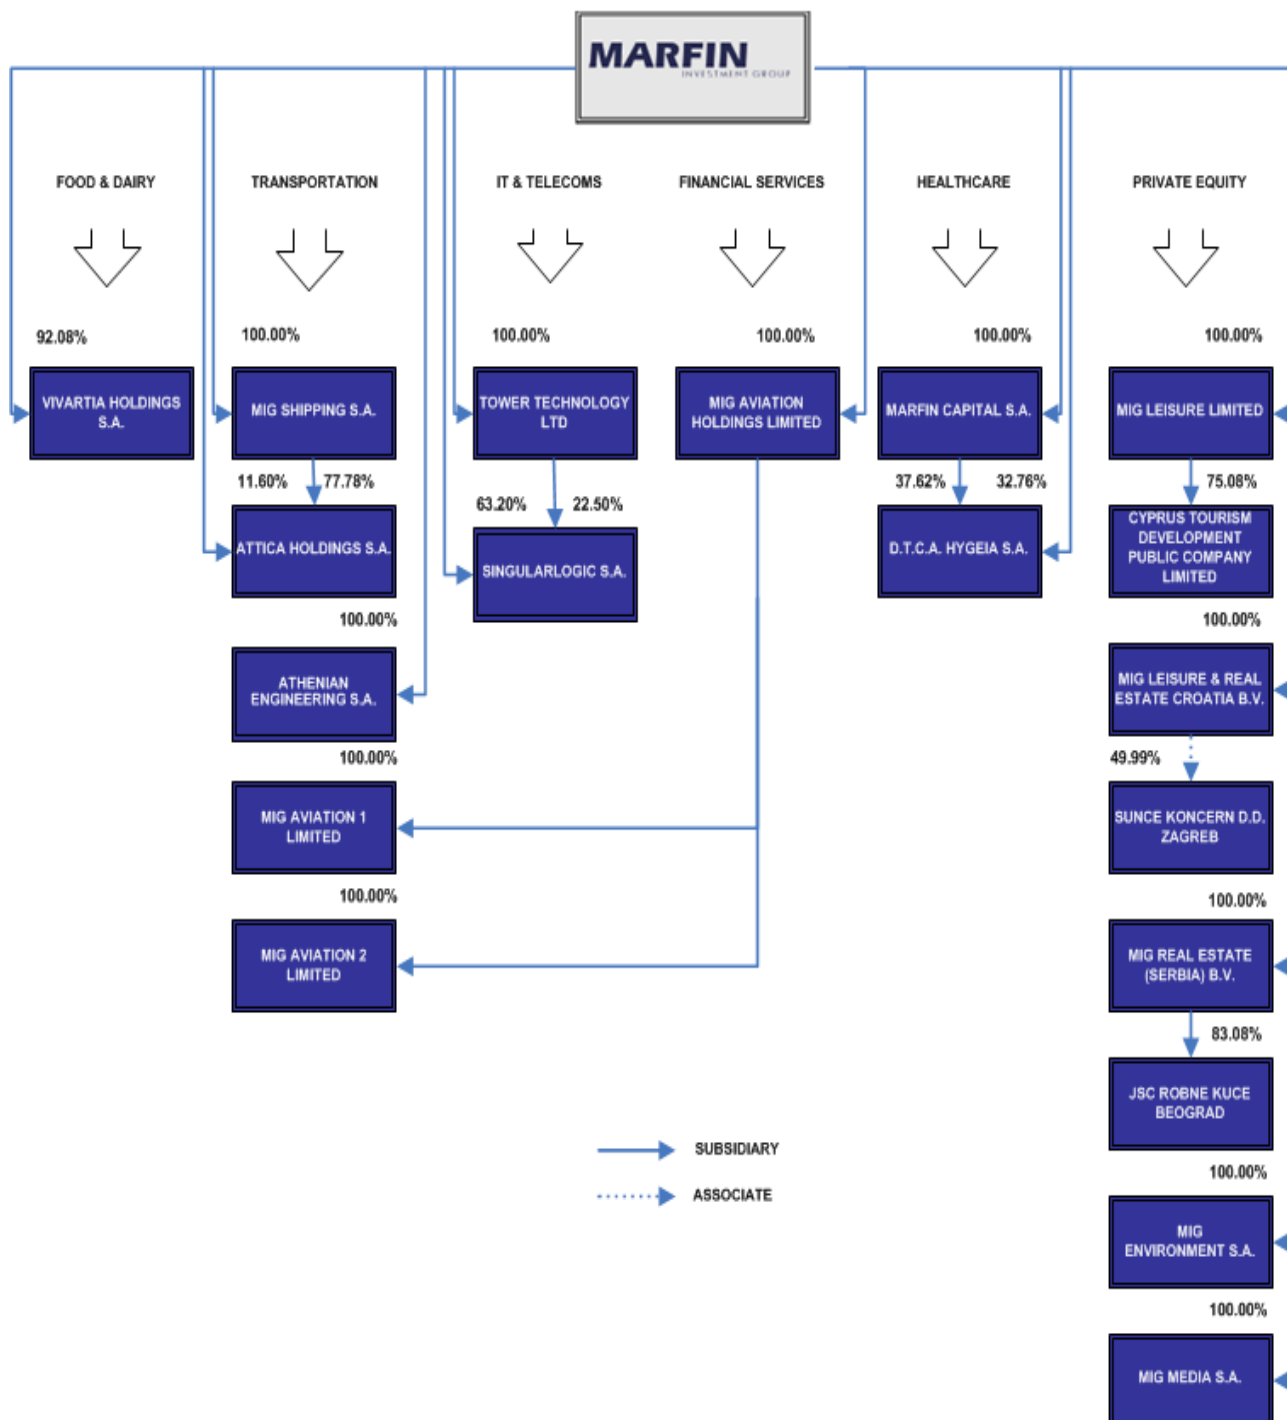 MARFIN
INVESTMENT GROUP
FOOD & DAIRY
TRANSPORTATION
IT & TELECOMS
FINANCIAL SERVICES
HEALTHCARE
PRIVATE EQUITY
92.08%
100.00%
100.00%
100.00%
100.00%
100.00%
VIVARTIA HOLDINGS
S.A.
MIG SHIPPING S.A.
TOWER TECHNOLOGY
LTD
MIG AVIATION
HOLDINGS LIMITED
MARFIN CAPITAL S.A.
MIG LEISURE LIMITED
11.60%
77.78%
63.20%
22.50%
37.62%
32.76%
75.08%
ATTICA HOLDINGS S.A.
SINGULARLOGIC S.A.
D.T.C.A. HYGEIA S.A.
CYPRUS TOURISM
DEVELOPMENT
PUBLIC COMPANY
LIMITED
100.00%
100.00%
ATHENIAN
ENGINEERING S.A.
MIG LEISURE & REAL
ESTATE CROATIA B.V.
100.00%
49.99%
MIG AVIATION 1
LIMITED
SUNCE KONCERN D.D.
ZAGREB
100.00%
100.00%
MIG AVIATION 2
LIMITED
MIG REAL ESTATE
(SERBIA) B.V.
83.08%
JSC ROBNE KUCE
BEOGRAD
SUBSIDIARY
ASSOCIATE
100.00%
MIG
ENVIRONMENT S.A.
100.00%
MIG MEDIA S.A.